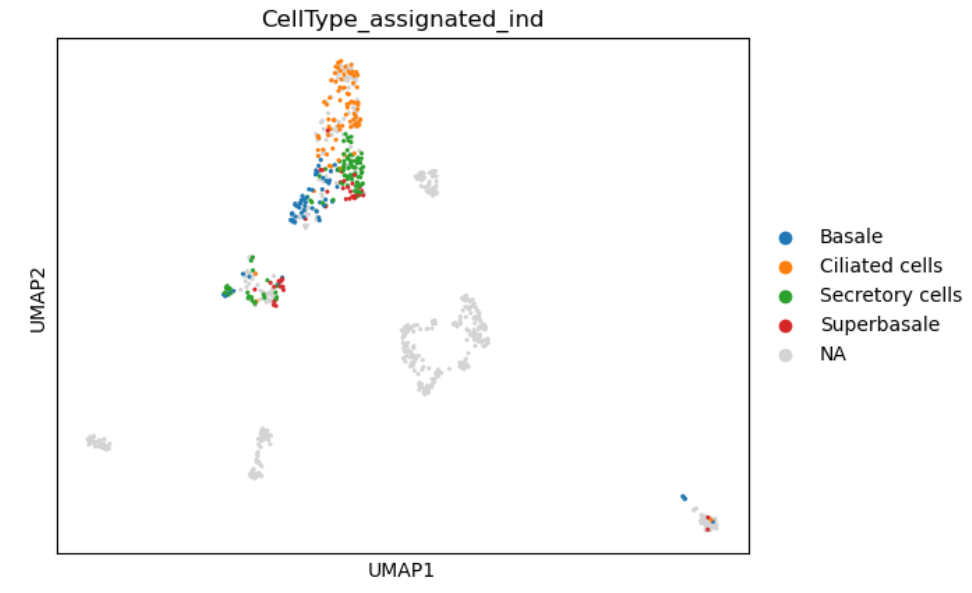 CellType_assignated_ind
UMAP2
Basale
Ciliated cells
Secretory cells
Superbasale
NA
UMAP1